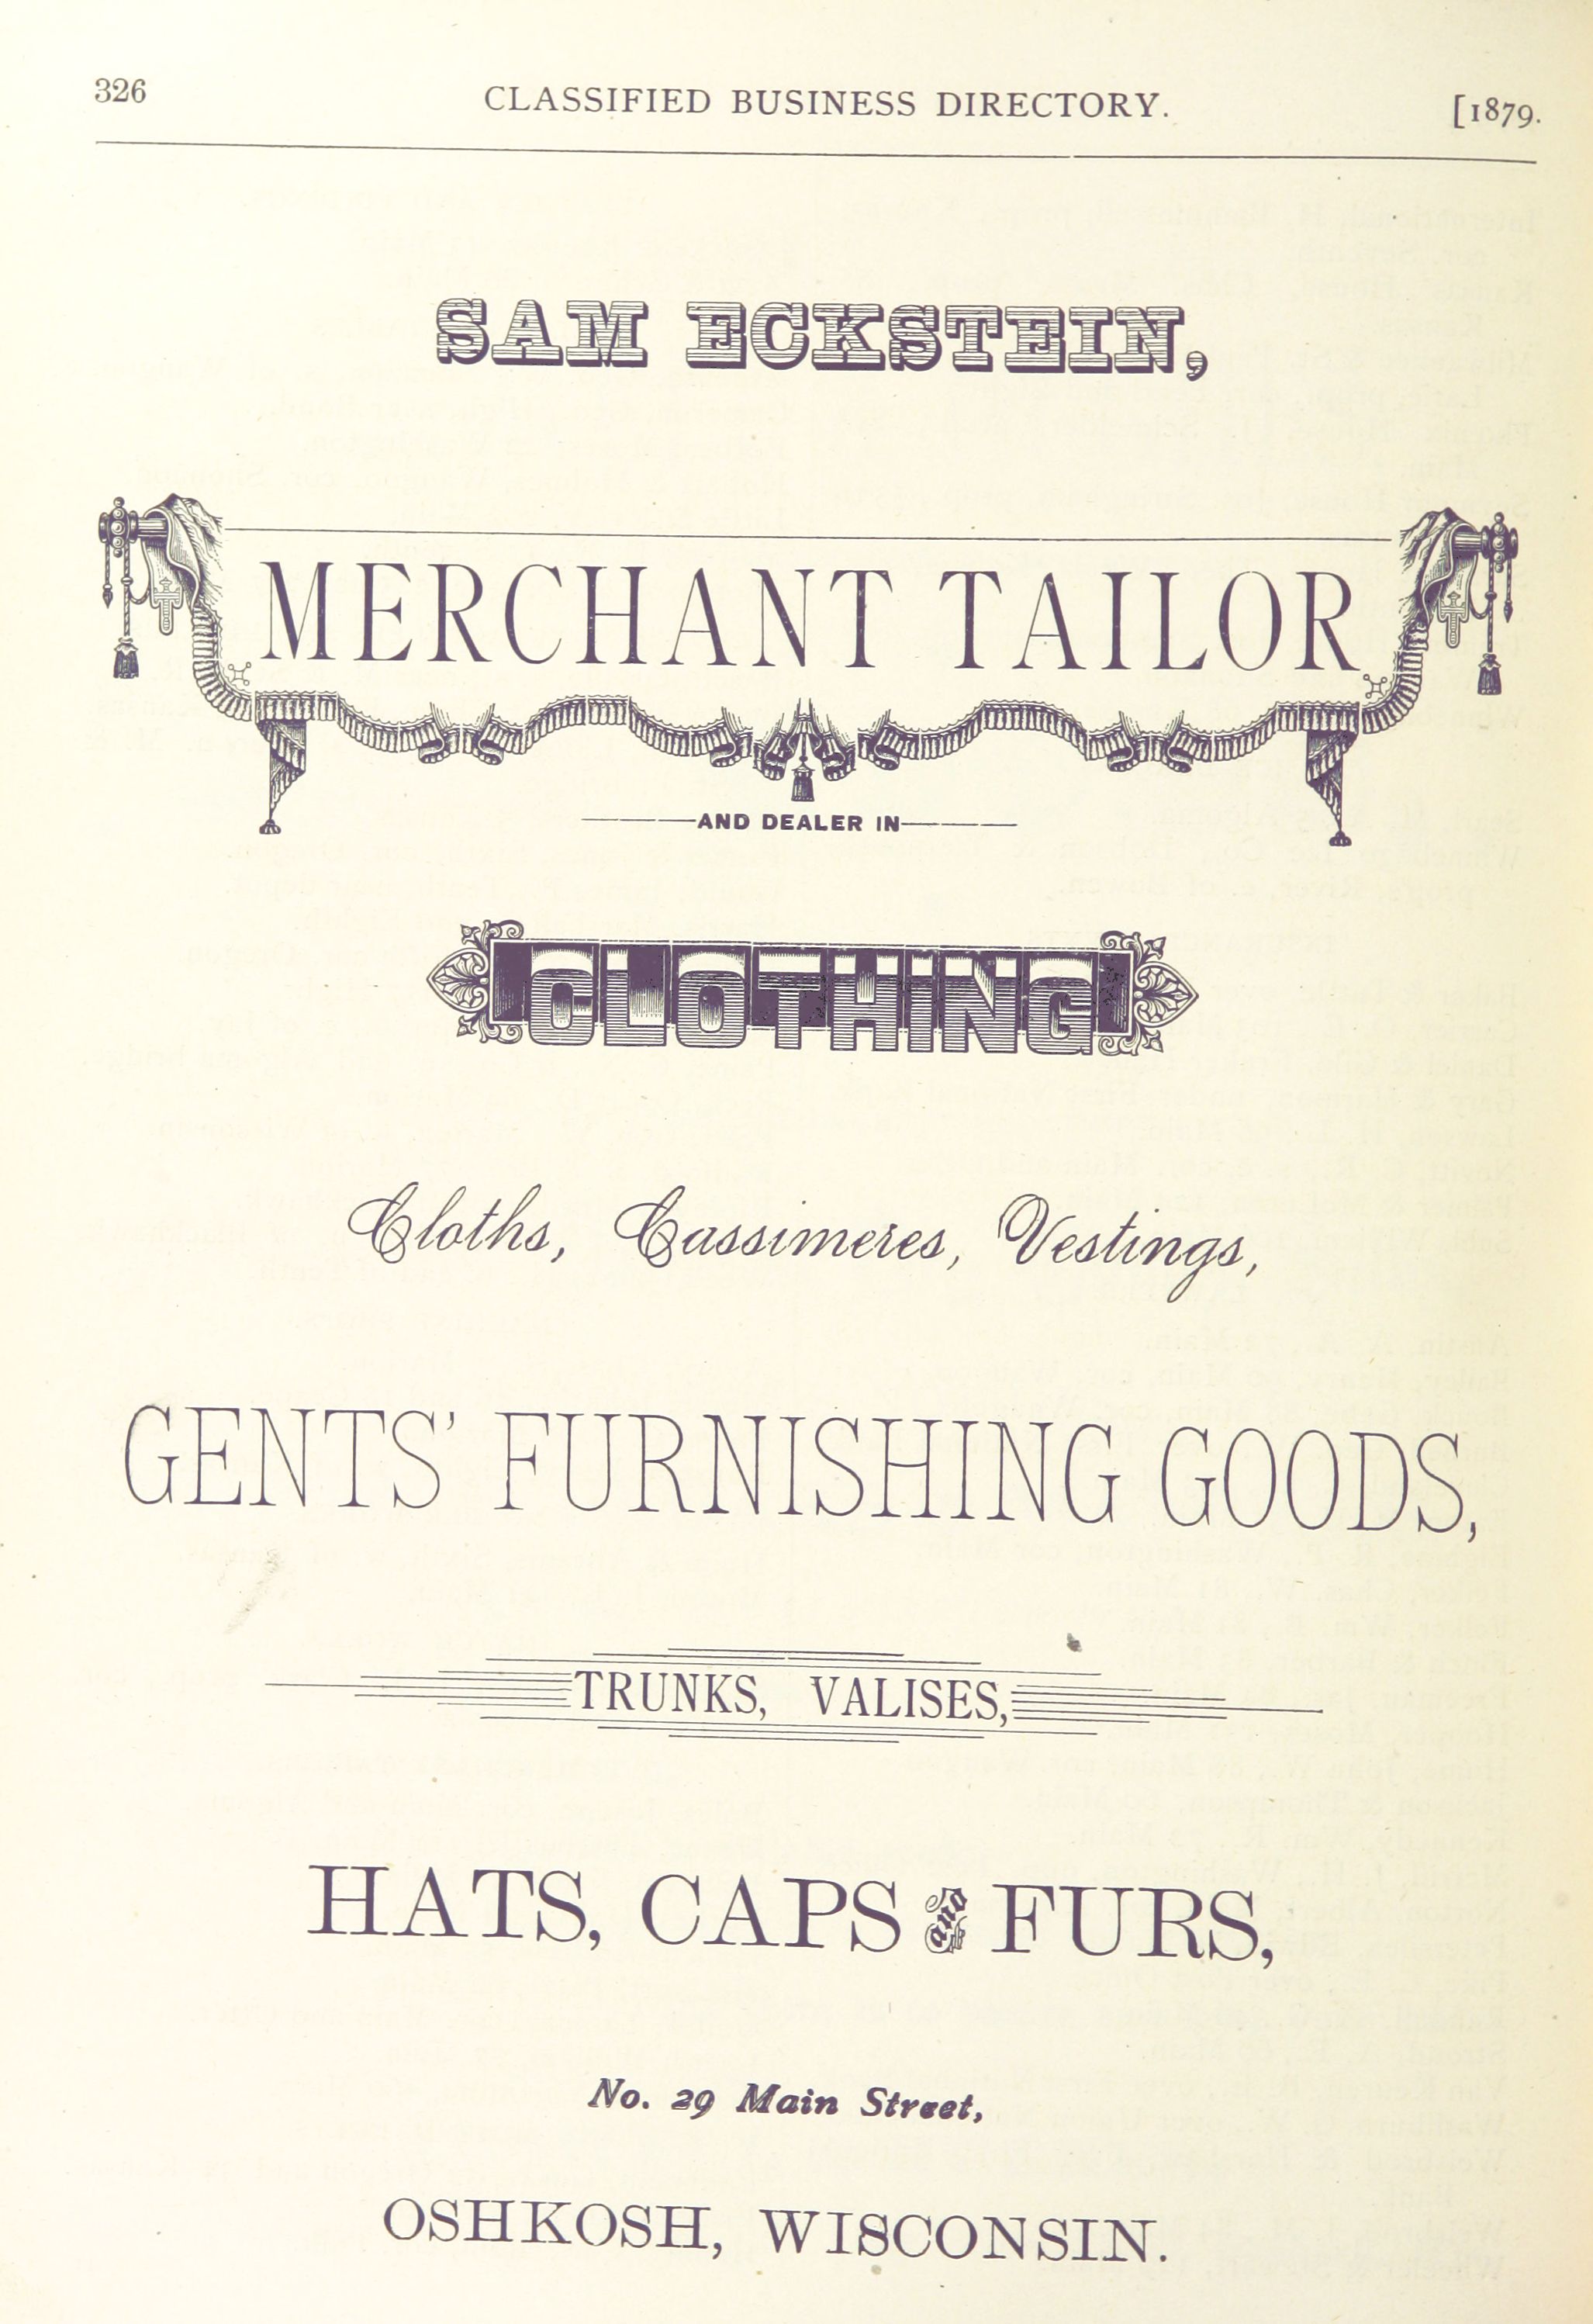 326
CLASSIFIED BUSINESS DIRECTORY.
[1879.
SAM ECKSTEIN,
MERCHANT TAILOR
AND DEALER IN
CLOTHING
Cloths, Cassimeres, Vestings,
GENTS' FURNISHING GOODS,
TRUNKS, VALISES,
HATS, CAPS and FURS,
No. 29 Main Street,
OSHKOSH, WISCONSIN.